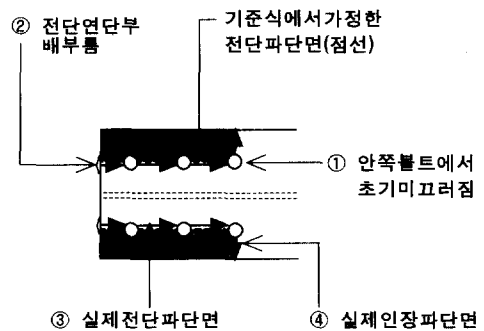 ② 전단연단부
배부름
기준식에서가정한
전단파단면(점선)
① 안쪽볼트에서
초기미끄러짐
③ 실제전단파단면
④ 실제인장파단면